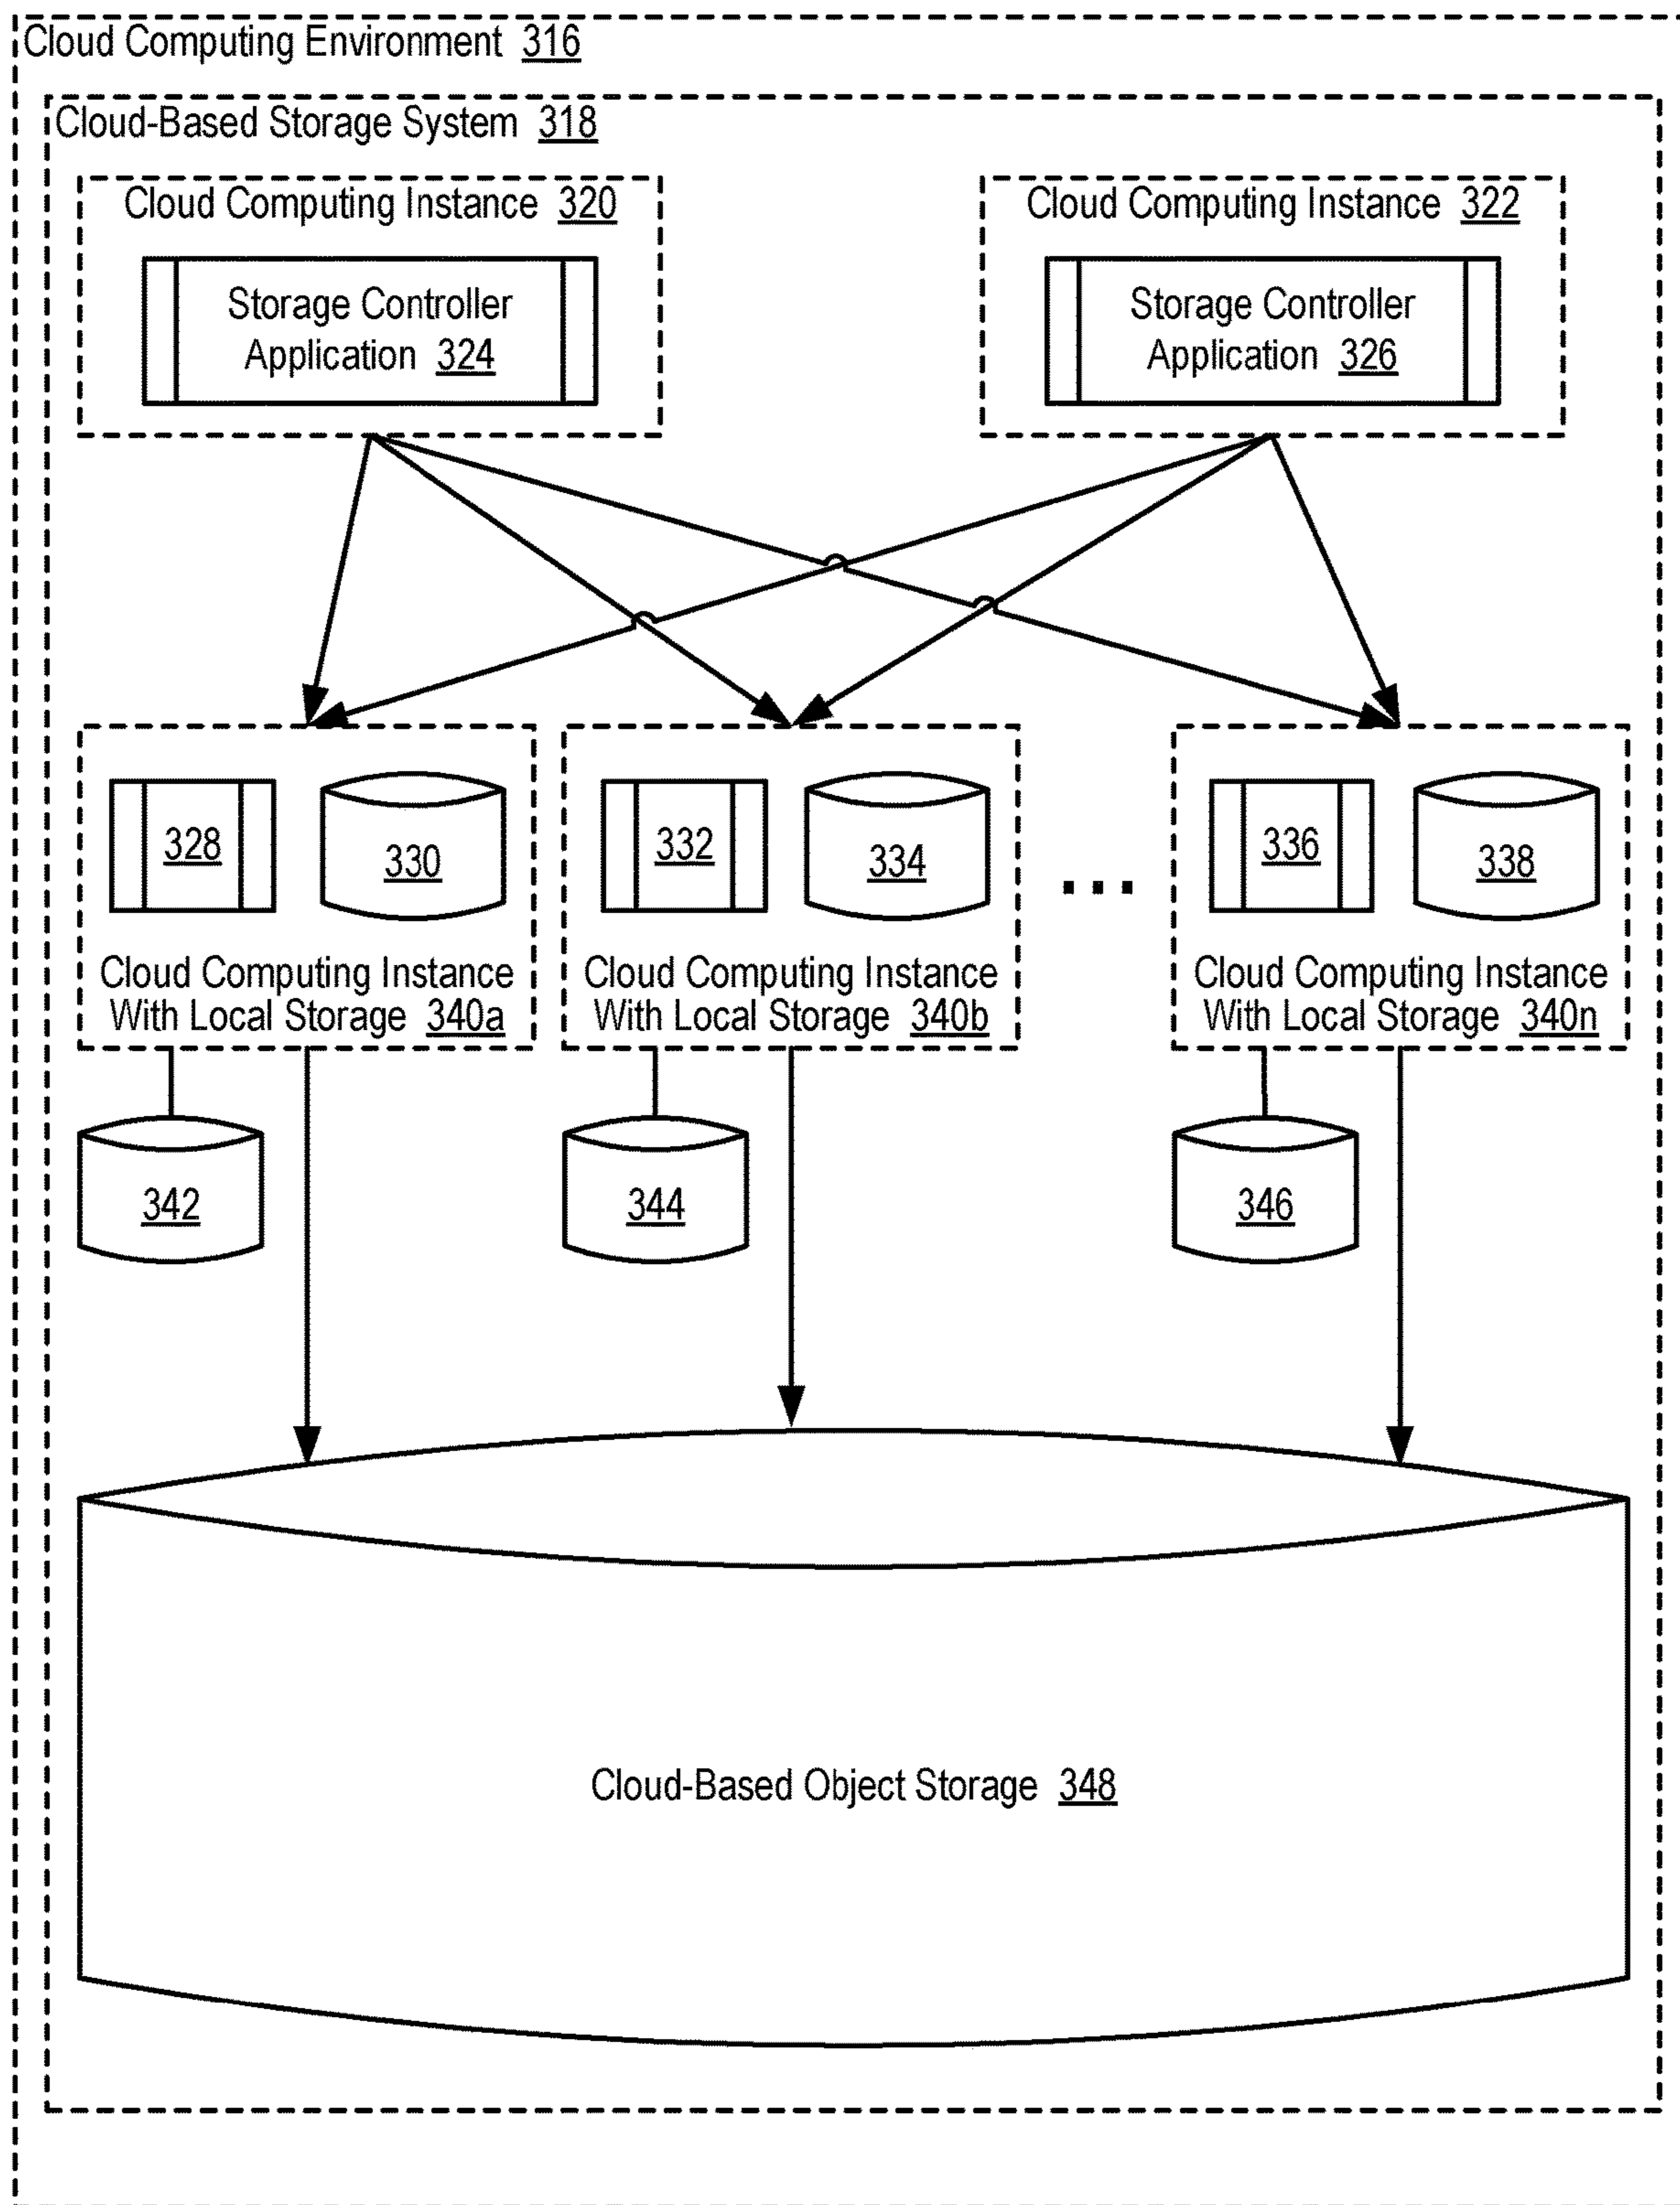 Cloud Computing Environment 316
Cloud-Based Storage System 318
Cloud Computing Instance 320
Storage Controller
Application 324
Cloud Computing Instance 322
Storage Controller
Application 326
328
330
Cloud Computing Instance
With Local Storage 340a
332
334
Cloud Computing Instance
With Local Storage 340b
...
336
338
Cloud Computing Instance
With Local Storage 340n
342
344
346
Cloud-Based Object Storage 348